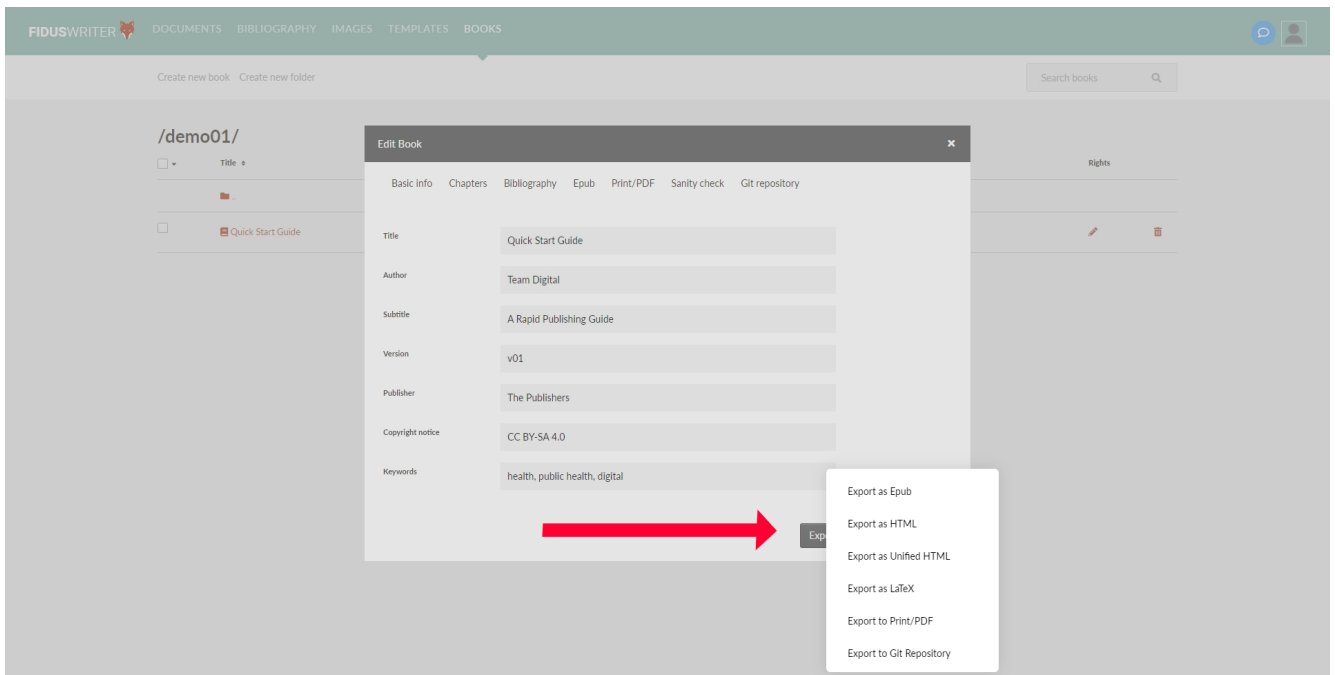 FIDUSWRITER DOCUMENTS BIBLIOGRAPHY IMAGES TEMPLATES BOOKS
Create new book Create new folder Search books
/demo01/
Title Rights
..
Quick Start Guide
Edit Book
Basic info Chapters Bibliography Epub Print/PDF Sanity check Git repository
Title Quick Start Guide
Author Team Digital
Subtitle A Rapid Publishing Guide
Version v01
Publisher The Publishers
Copyright notice CC BY-SA 4.0
Keywords health, public health, digital
Export as Epub
Export as HTML
Export as Unified HTML
Export as LaTeX
Export to Print/PDF
Export to Git Repository